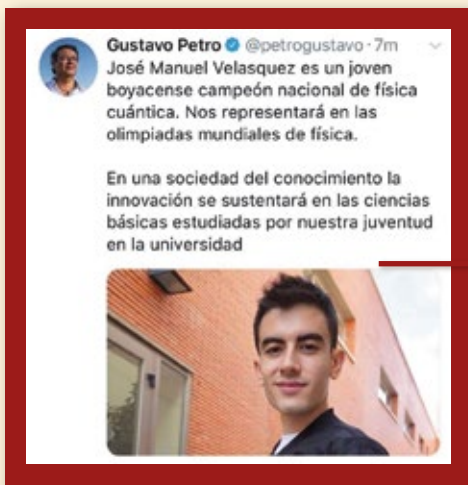 Gustavo Petro @petrogustavo · 7m
José Manuel Velasquez es un joven
boyacense campeón nacional de física
cuántica. Nos representará en las
olimpiadas mundiales de física.
En una sociedad del conocimiento la
innovación se sustentará en las ciencias
básicas estudiadas por nuestra juventud
en la universidad